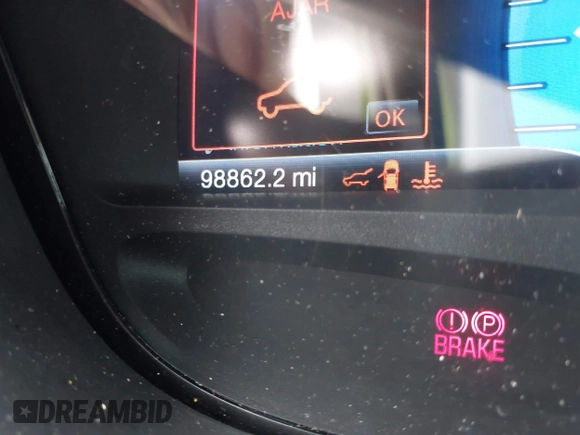 AJAR
OK
98862.2 mi
(!) (P)
BRAKE
DREAMBID